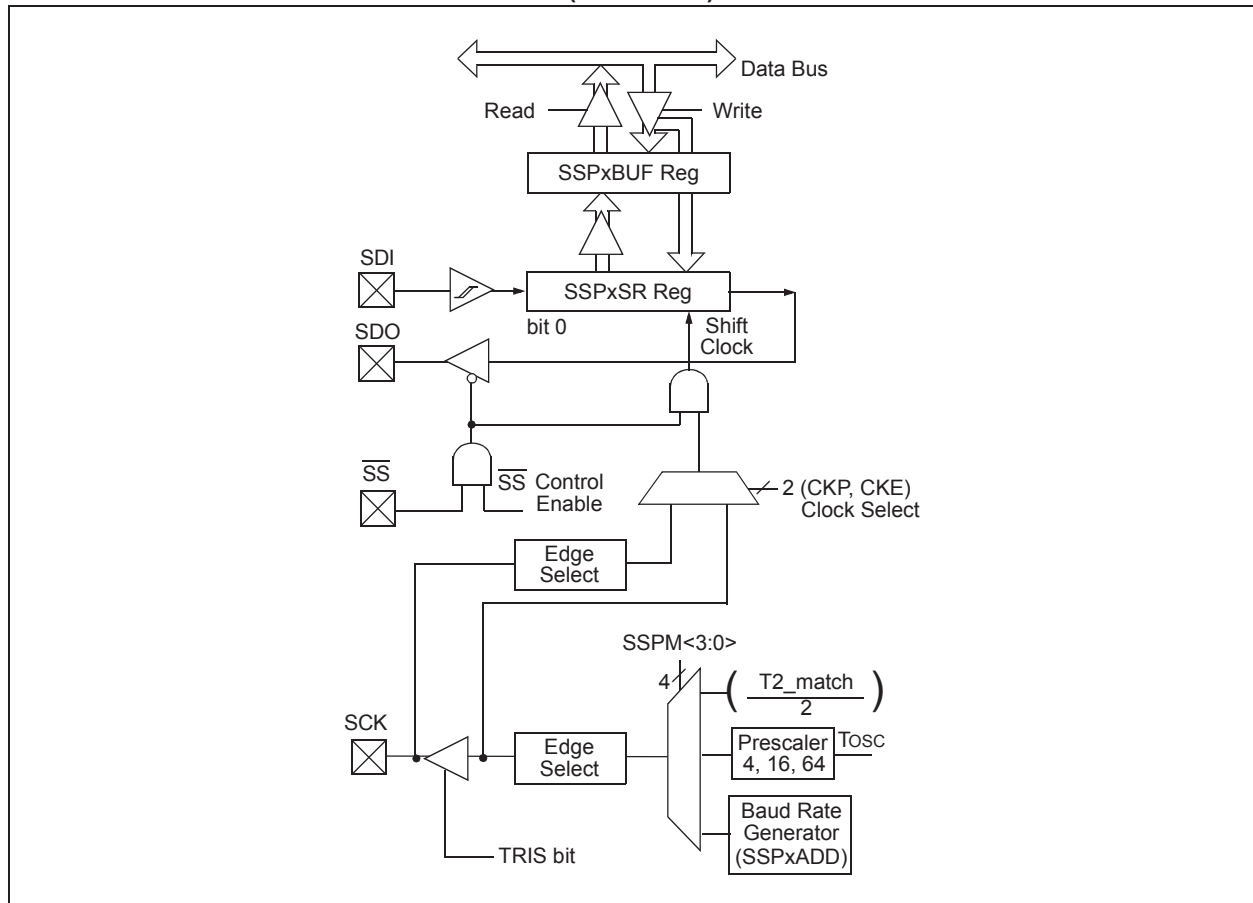 Data Bus
Read
Write
SSPxBUF Reg
SDI
SSPxSR Reg
bit 0
Shift
Clock
SDO
SS
SS Control
Enable
2 (CKP, CKE)
Clock Select
Edge
Select
SSPM<3:0>
4
( T2_match )
2
SCK
Edge
Select
Prescaler
4, 16, 64
TOSC
Baud Rate
Generator
(SSPxADD)
TRIS bit